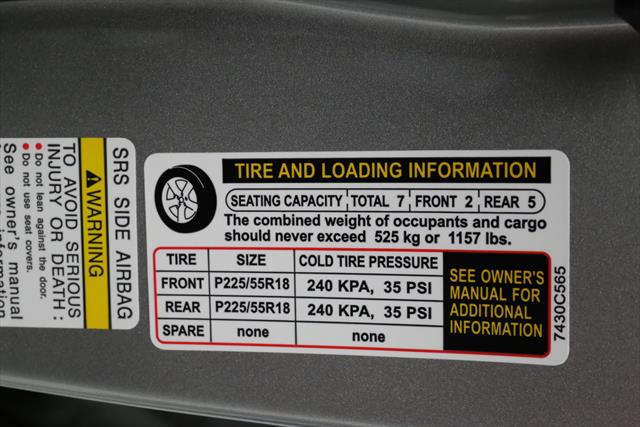 SRS SIDE AIRBAG
WARNING
TO AVOID SERIOUS
INJURY OR DEATH:
• Do not lean against the door.
• Do not use seat covers.
See owner's manual
information
TIRE AND LOADING INFORMATION
SEATING CAPACITY TOTAL 7 FRONT 2 REAR 5
The combined weight of occupants and cargo
should never exceed 525 kg or 1157 lbs.
TIRE SIZE COLD TIRE PRESSURE
FRONT P225/55R18 240 KPA, 35 PSI
REAR P225/55R18 240 KPA, 35 PSI
SPARE none none
SEE OWNER'S
MANUAL FOR
ADDITIONAL
INFORMATION
7430C565